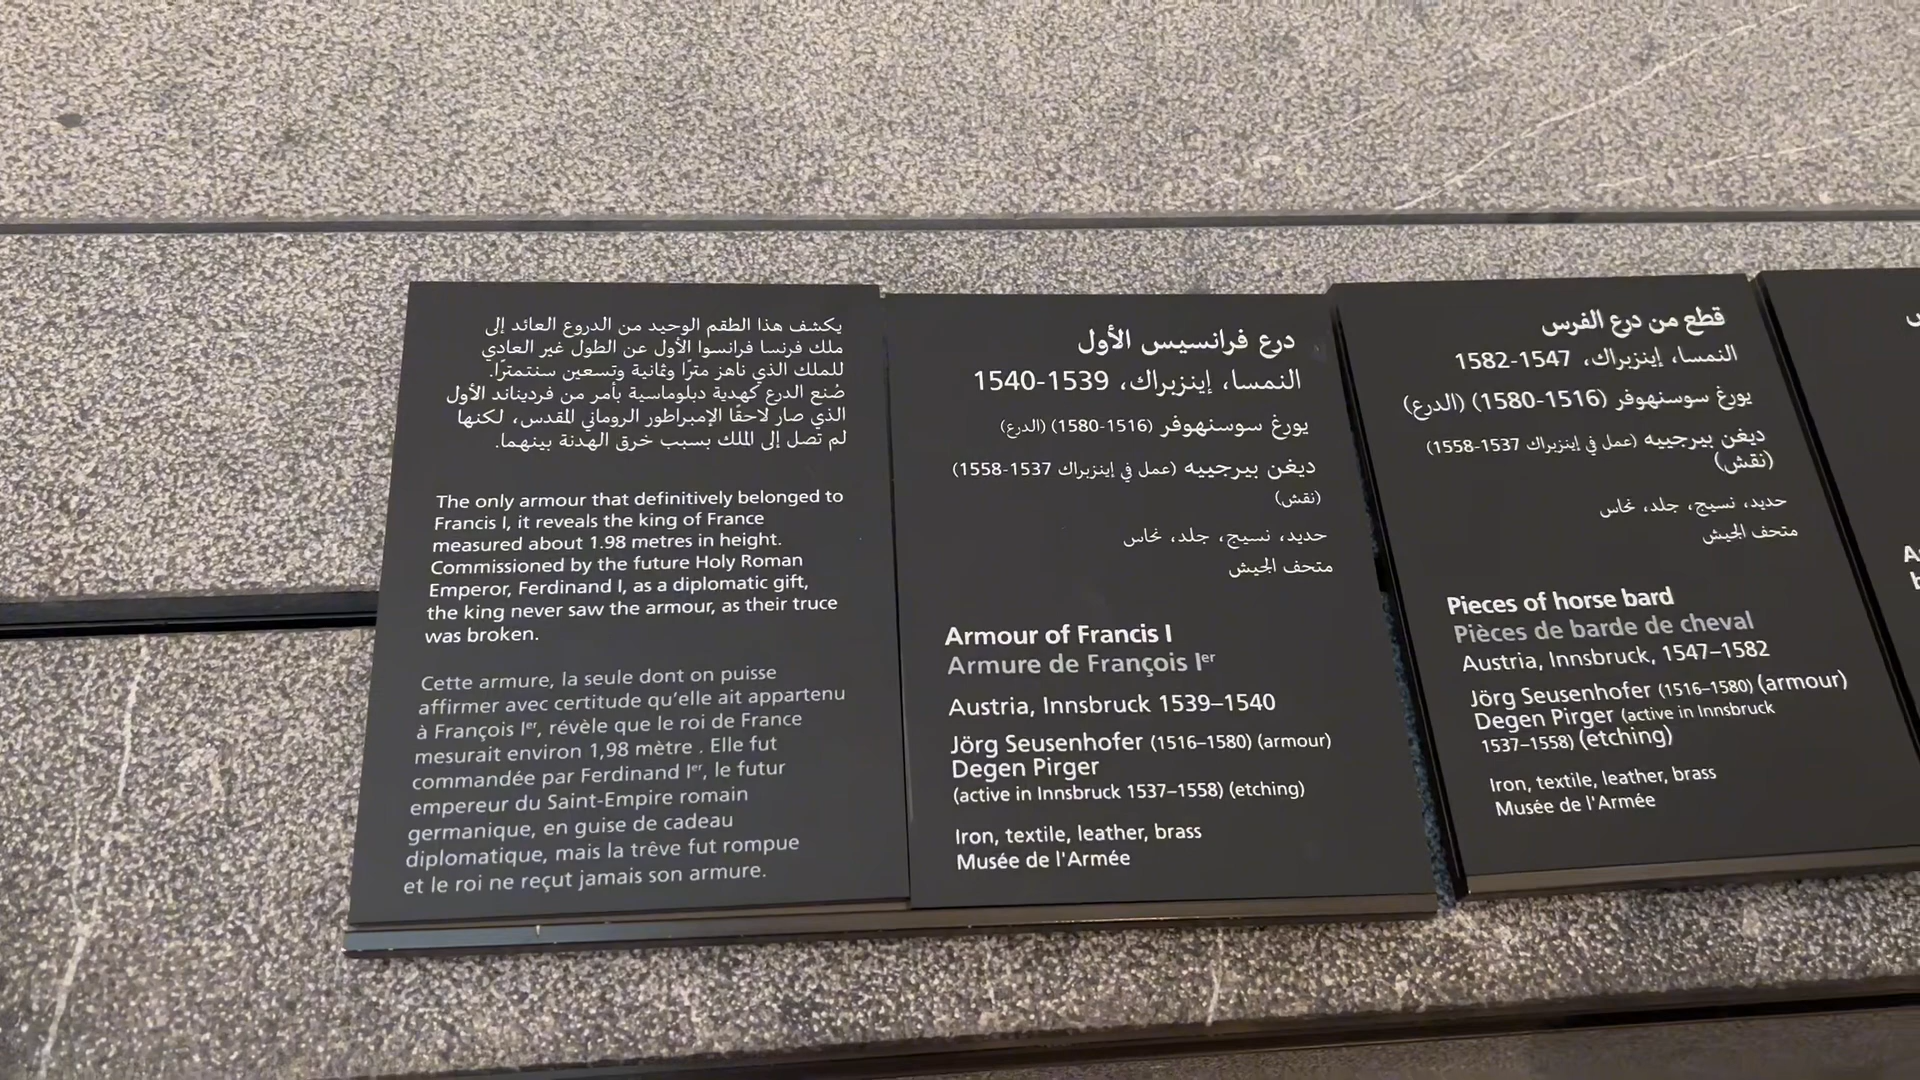 يكشف هذا الطقم الوحيد من الدروع العائد إلى
ملك فرنسا فرانسوا الأول عن الطول غير العادي
للملك الذي ناهز مترًا وثمانية وتسعين سنتمترًا.
صُنع الدرع كهدية دبلوماسية بأمر من فرديناند الأول
الذي صار لاحقًا الإمبراطور الروماني المقدس، لكنها
لم تصل إلى الملك بسبب خرق الهدنة بينهما.
The only armour that definitively belonged to
Francis I, it reveals the king of France
measured about 1.98 metres in height.
Commissioned by the future Holy Roman
Emperor, Ferdinand I, as a diplomatic gift,
the king never saw the armour, as their truce
was broken.
Cette armure, la seule dont on puisse
affirmer avec certitude qu'elle ait appartenu
à François Ier, révèle que le roi de France
mesurait environ 1,98 mètre . Elle fut
commandée par Ferdinand Ier, le futur
empereur du Saint-Empire romain
germanique, en guise de cadeau
diplomatique, mais la trêve fut rompue
et le roi ne reçut jamais son armure.
درع فرانسيس الأول
النمسا، إينزبراك، 1539-1540
يورغ سوسنهوفر (1516-1580) (الدرع)
ديغن بيرجييه (عمل في إينزبراك 1537-1558)
(نقش)
حديد، نسيج، جلد، نحاس
متحف الجيش
Armour of Francis I
Armure de François Ier
Austria, Innsbruck 1539–1540
Jörg Seusenhofer (1516–1580) (armour)
Degen Pirger
(active in Innsbruck 1537–1558) (etching)
Iron, textile, leather, brass
Musée de l'Armée
قطع من درع الفرس
النمسا، إينزبراك، 1547-1582
يورغ سوسنهوفر (1516-1580) (الدرع)
ديغن بيرجييه (عمل في إينزبراك 1537-1558)
(نقش)
حديد، نسيج، جلد، نحاس
متحف الجيش
Pieces of horse bard
Pièces de barde de cheval
Austria, Innsbruck, 1547–1582
Jörg Seusenhofer (1516–1580) (armour)
Degen Pirger (active in Innsbruck
1537–1558) (etching)
Iron, textile, leather, brass
Musée de l'Armée